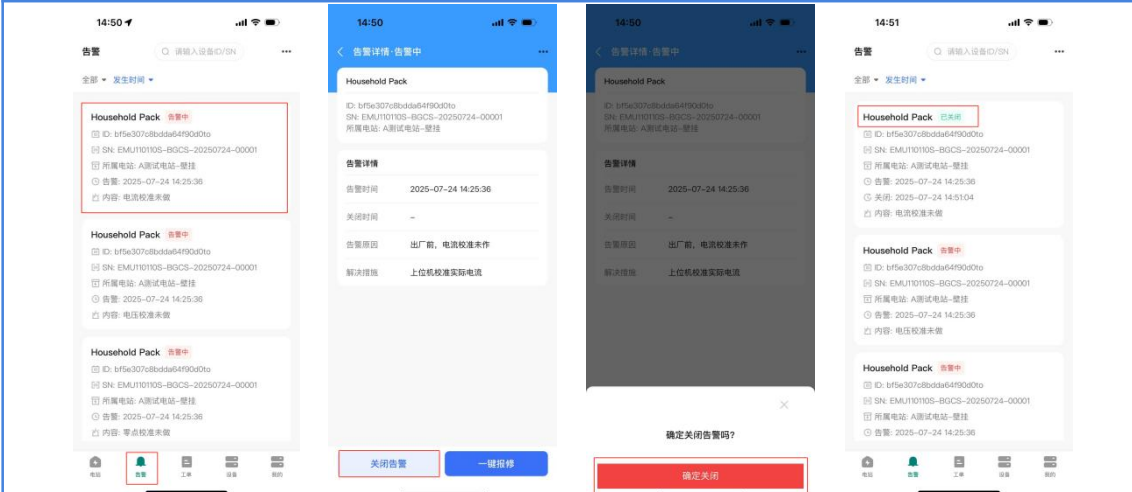 14:50
告警
请输入设备ID/SN
全部 发生时间
Household Pack 告警中
ID: bf5e307c8bdda64f90d0to
SN: EMU110110S-BGCS-20250724-00001
所属电站: A测试电站-壁挂
告警: 2025-07-24 14:25:36
内容: 电流校准未做
Household Pack 告警中
ID: bf5e307c8bdda64f90d0to
SN: EMU110110S-BGCS-20250724-00001
所属电站: A测试电站-壁挂
告警: 2025-07-24 14:25:36
内容: 电压校准未做
Household Pack 告警中
ID: bf5e307c8bdda64f90d0to
SN: EMU110110S-BGCS-20250724-00001
所属电站: A测试电站-壁挂
告警: 2025-07-24 14:25:36
内容: 零点校准未做
电站 告警 工单 设备 我的
14:50
告警详情·告警中
Household Pack
ID: bf5e307c8bdda64f90d0to
SN: EMU110110S-BGCS-20250724-00001
所属电站: A测试电站-壁挂
告警详情
告警时间 2025-07-24 14:25:36
关闭时间 -
告警原因 出厂前，电流校准未作
解决措施 上位机校准实际电流
关闭告警 一键报修
14:50
告警详情·告警中
Household Pack
ID: bf5e307c8bdda64f90d0to
SN: EMU110110S-BGCS-20250724-00001
所属电站: A测试电站-壁挂
告警详情
告警时间 2025-07-24 14:25:36
关闭时间 -
告警原因 出厂前，电流校准未作
解决措施 上位机校准实际电流
确定关闭告警吗?
确定关闭
14:51
告警
请输入设备ID/SN
全部 发生时间
Household Pack 已关闭
ID: bf5e307c8bdda64f90d0to
SN: EMU110110S-BGCS-20250724-00001
所属电站: A测试电站-壁挂
告警: 2025-07-24 14:25:36
关闭: 2025-07-24 14:51:04
内容: 电流校准未做
Household Pack 告警中
ID: bf5e307c8bdda64f90d0to
SN: EMU110110S-BGCS-20250724-00001
所属电站: A测试电站-壁挂
告警: 2025-07-24 14:25:36
内容: 电压校准未做
Household Pack 告警中
ID: bf5e307c8bdda64f90d0to
SN: EMU110110S-BGCS-20250724-00001
所属电站: A测试电站-壁挂
告警: 2025-07-24 14:25:36
电站 告警 工单 设备 我的